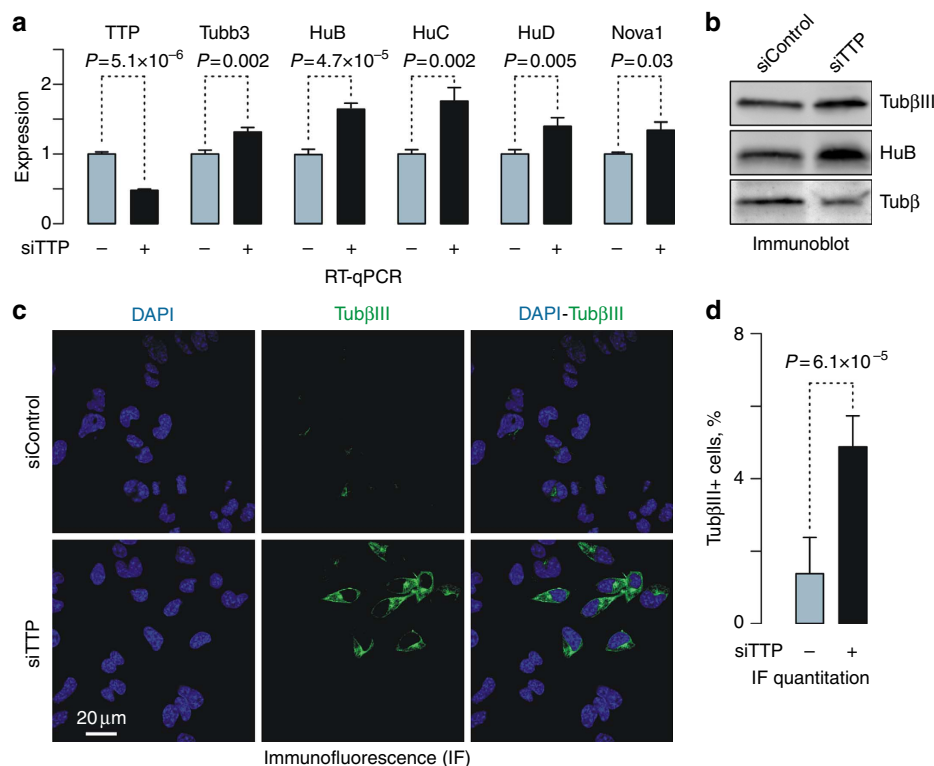 a
TTP Tubb3 HuB HuC HuD Nova1
P=5.1×10⁻⁶ P=0.002 P=4.7×10⁻⁵ P=0.002 P=0.005 P=0.03
Expression
2
1
0
siTTP – + – + – + – + – + – +
RT-qPCR
b
siControl siTTP
TubβIII
HuB
Tubβ
Immunoblot
c
DAPI TubβIII DAPI-TubβIII
siControl
siTTP
20 μm
Immunofluorescence (IF)
d
8
P=6.1×10⁻⁵
TubβIII+ cells, %
4
0
siTTP – +
IF quantitation